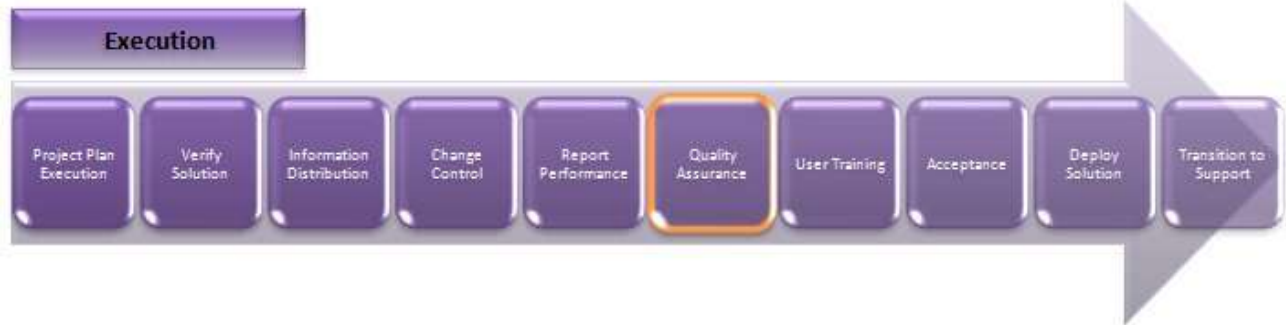 Execution
Project Plan
Execution
Verify
Solution
Information
Distribution
Change
Control
Report
Performance
Quality
Assurance
User Training
Acceptance
Deploy
Solution
Transition to
Support